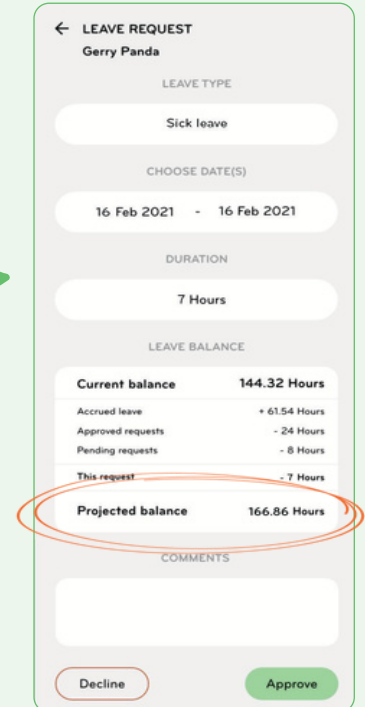 LEAVE REQUEST
Gerry Panda
LEAVE TYPE
Sick leave
CHOOSE DATE(S)
16 Feb 2021 - 16 Feb 2021
DURATION
7 Hours
LEAVE BALANCE
Current balance 144.32 Hours
Accrued leave + 61.54 Hours
Approved requests - 24 Hours
Pending requests - 8 Hours
This request - 7 Hours
Projected balance 166.86 Hours
COMMENTS
Decline Approve